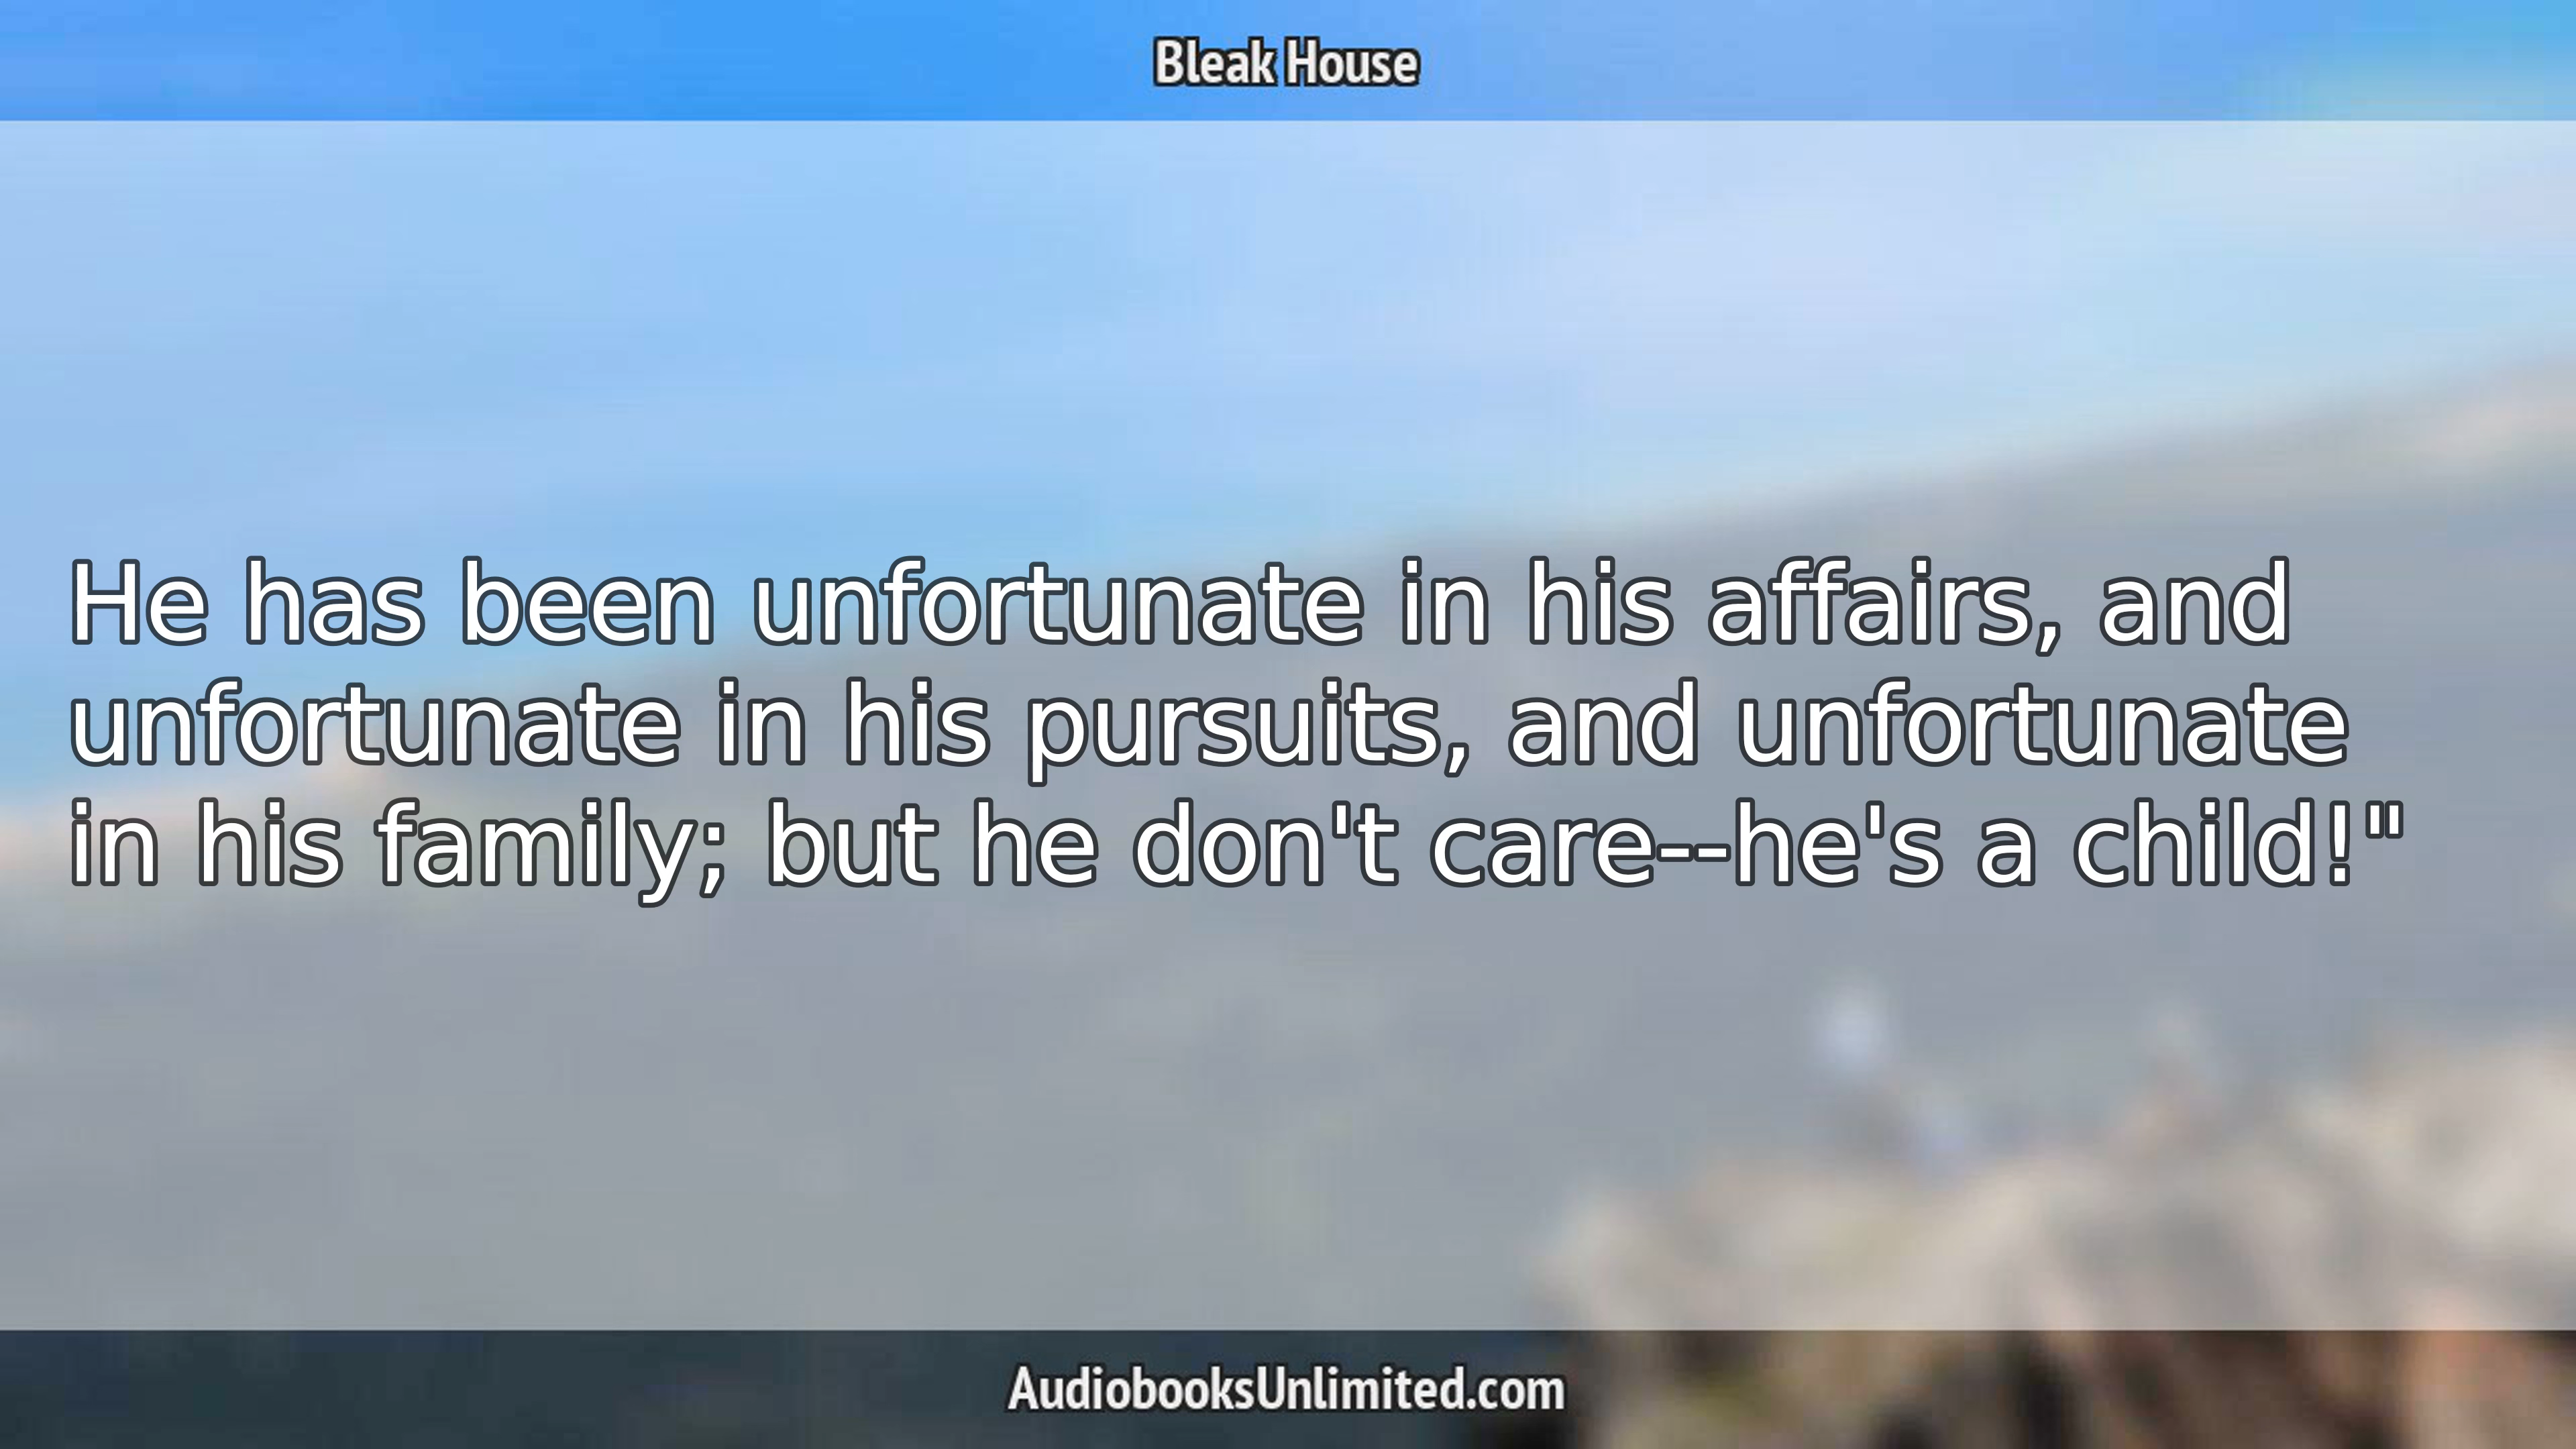 Bleak House
He has been unfortunate in his affairs, and
unfortunate in his pursuits, and unfortunate
in his family; but he don't care--he's a child!"
AudiobooksUnlimited.com